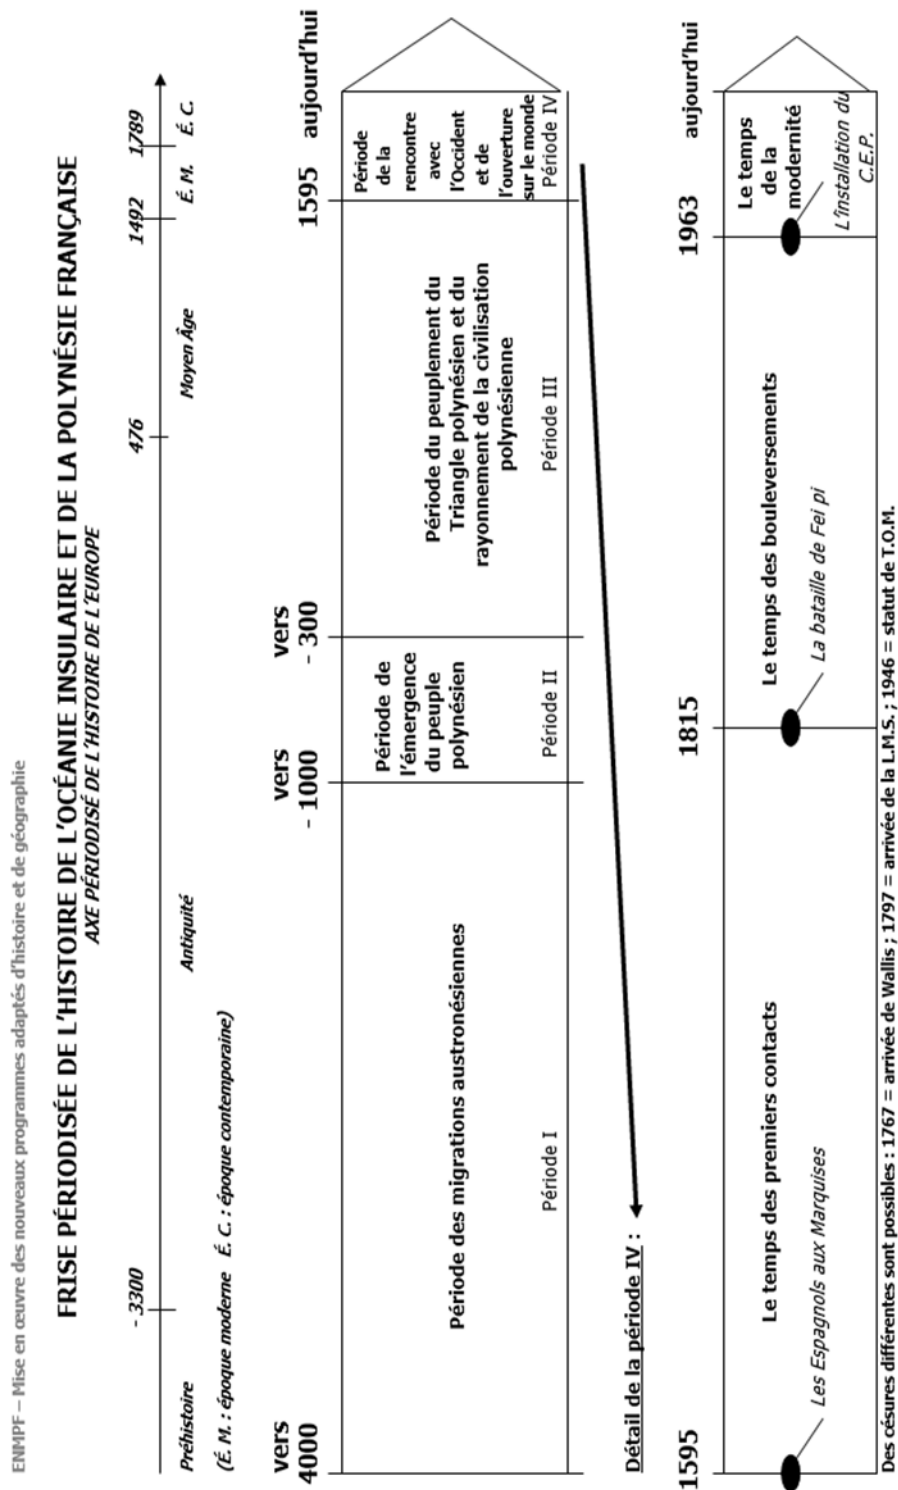 ENMPF – Mise en œuvre des nouveaux programmes adaptés d'histoire et de géographie
FRISE PÉRIODISÉE DE L'HISTOIRE DE L'OCÉANIE INSULAIRE ET DE LA POLYNÉSIE FRANÇAISE
AXE PÉRIODISÉ DE L'HISTOIRE DE L'EUROPE
- 3300
476
1492
1789
Préhistoire
Antiquité
Moyen Âge
É. M.
É. C.
(É. M. : époque moderne É. C. : époque contemporaine)
vers
4000
vers
- 1000
vers
- 300
1595
aujourd'hui
Période des migrations austronésiennes
Période I
Période de
l'émergence
du peuple
polynésien
Période II
Période du peuplement du
Triangle polynésien et du
rayonnement de la civilisation
polynésienne
Période III
Période
de la
rencontre
avec
l'Occident
et de
l'ouverture
sur le monde
Période IV
Détail de la période IV :
1595
1815
1963
aujourd'hui
Le temps des premiers contacts
Les Espagnols aux Marquises
Le temps des bouleversements
La bataille de Fei pi
Le temps
de la
modernité
L'installation du
C.E.P.
Des césures différentes sont possibles : 1767 = arrivée de Wallis ; 1797 = arrivée de la L.M.S. ; 1946 = statut de T.O.M.